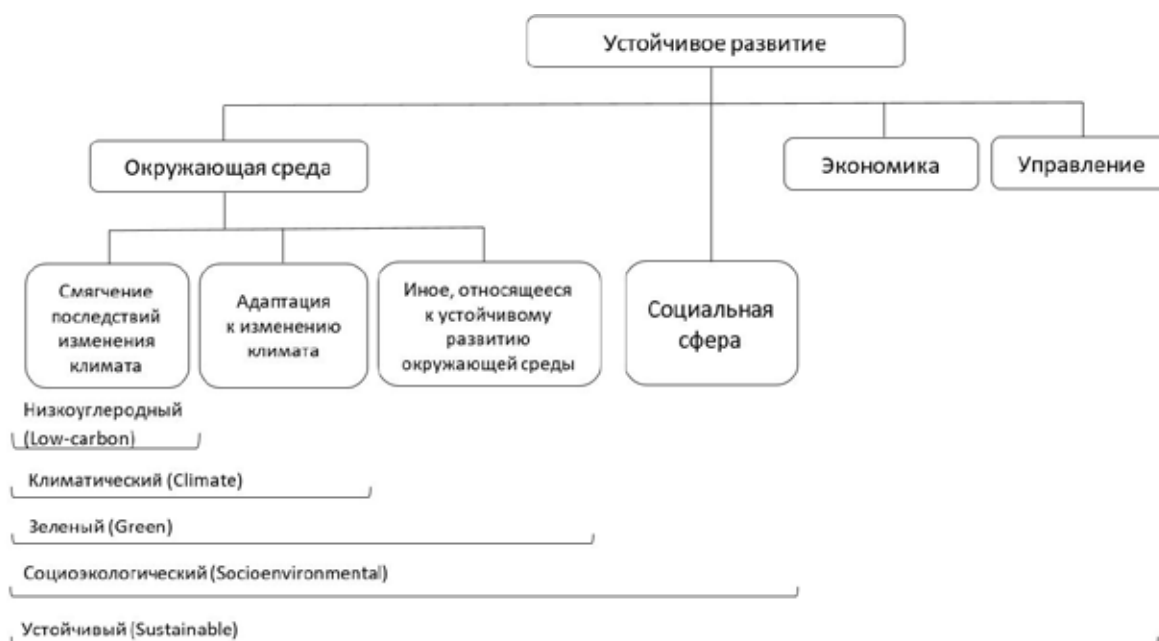 Устойчивое развитие
Окружающая среда
Экономика
Управление
Смягчение
последствий
изменения
климата
Адаптация
к изменению
климата
Иное, относящееся
к устойчивому
развитию
окружающей среды
Социальная
сфера
Низкоуглеродный
(Low-carbon)
Климатический (Climate)
Зеленый (Green)
Социоэкологический (Socioenvironmental)
Устойчивый (Sustainable)